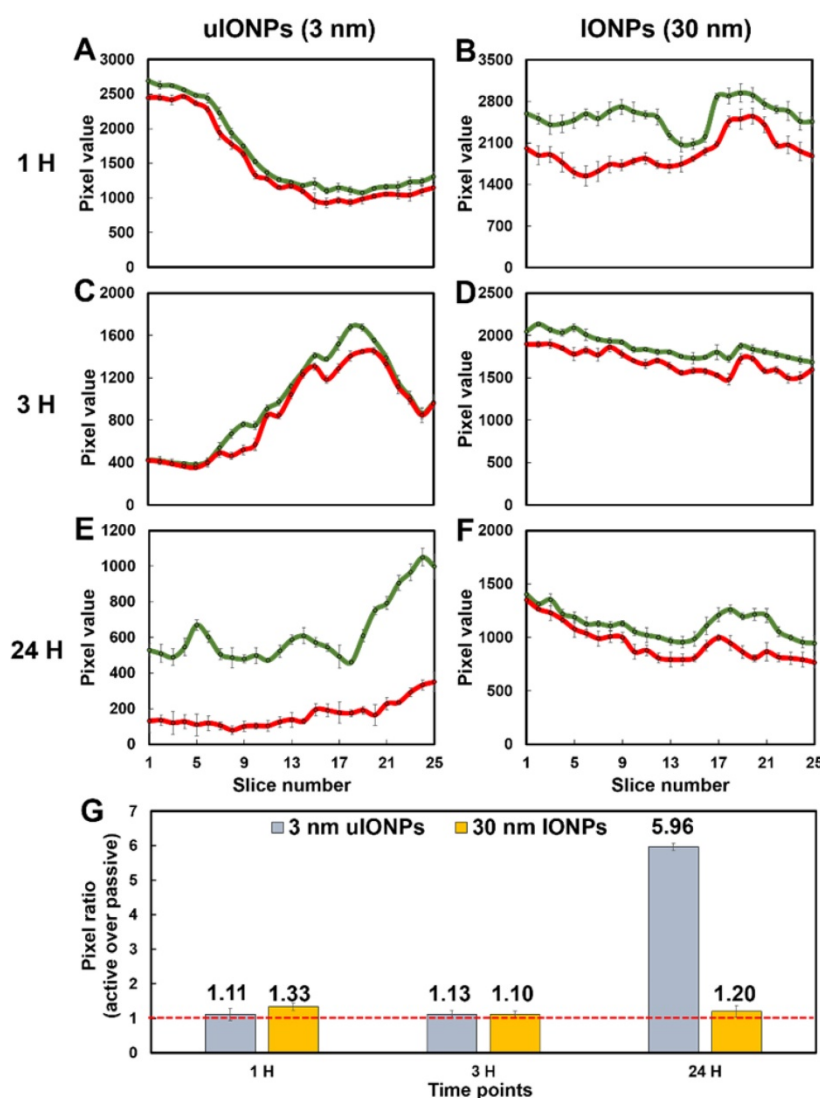 uIONPs (3 nm)
IONPs (30 nm)
1 H
A
Pixel value
3000
2500
2000
1500
1000
500
0
B
Pixel value
3500
2800
2100
1400
700
0
3 H
C
Pixel value
2000
1600
1200
800
400
0
D
Pixel value
2500
2000
1500
1000
500
0
24 H
E
Pixel value
1200
1000
800
600
400
200
0
1 5 9 13 17 21 25
Slice number
F
Pixel value
2000
1500
1000
500
0
1 5 9 13 17 21 25
Slice number
G
Pixel ratio
(active over passive)
7
6
5
4
3
2
1
0
3 nm uIONPs
30 nm IONPs
1.11
1.33
1.13
1.10
5.96
1.20
1 H
3 H
24 H
Time points